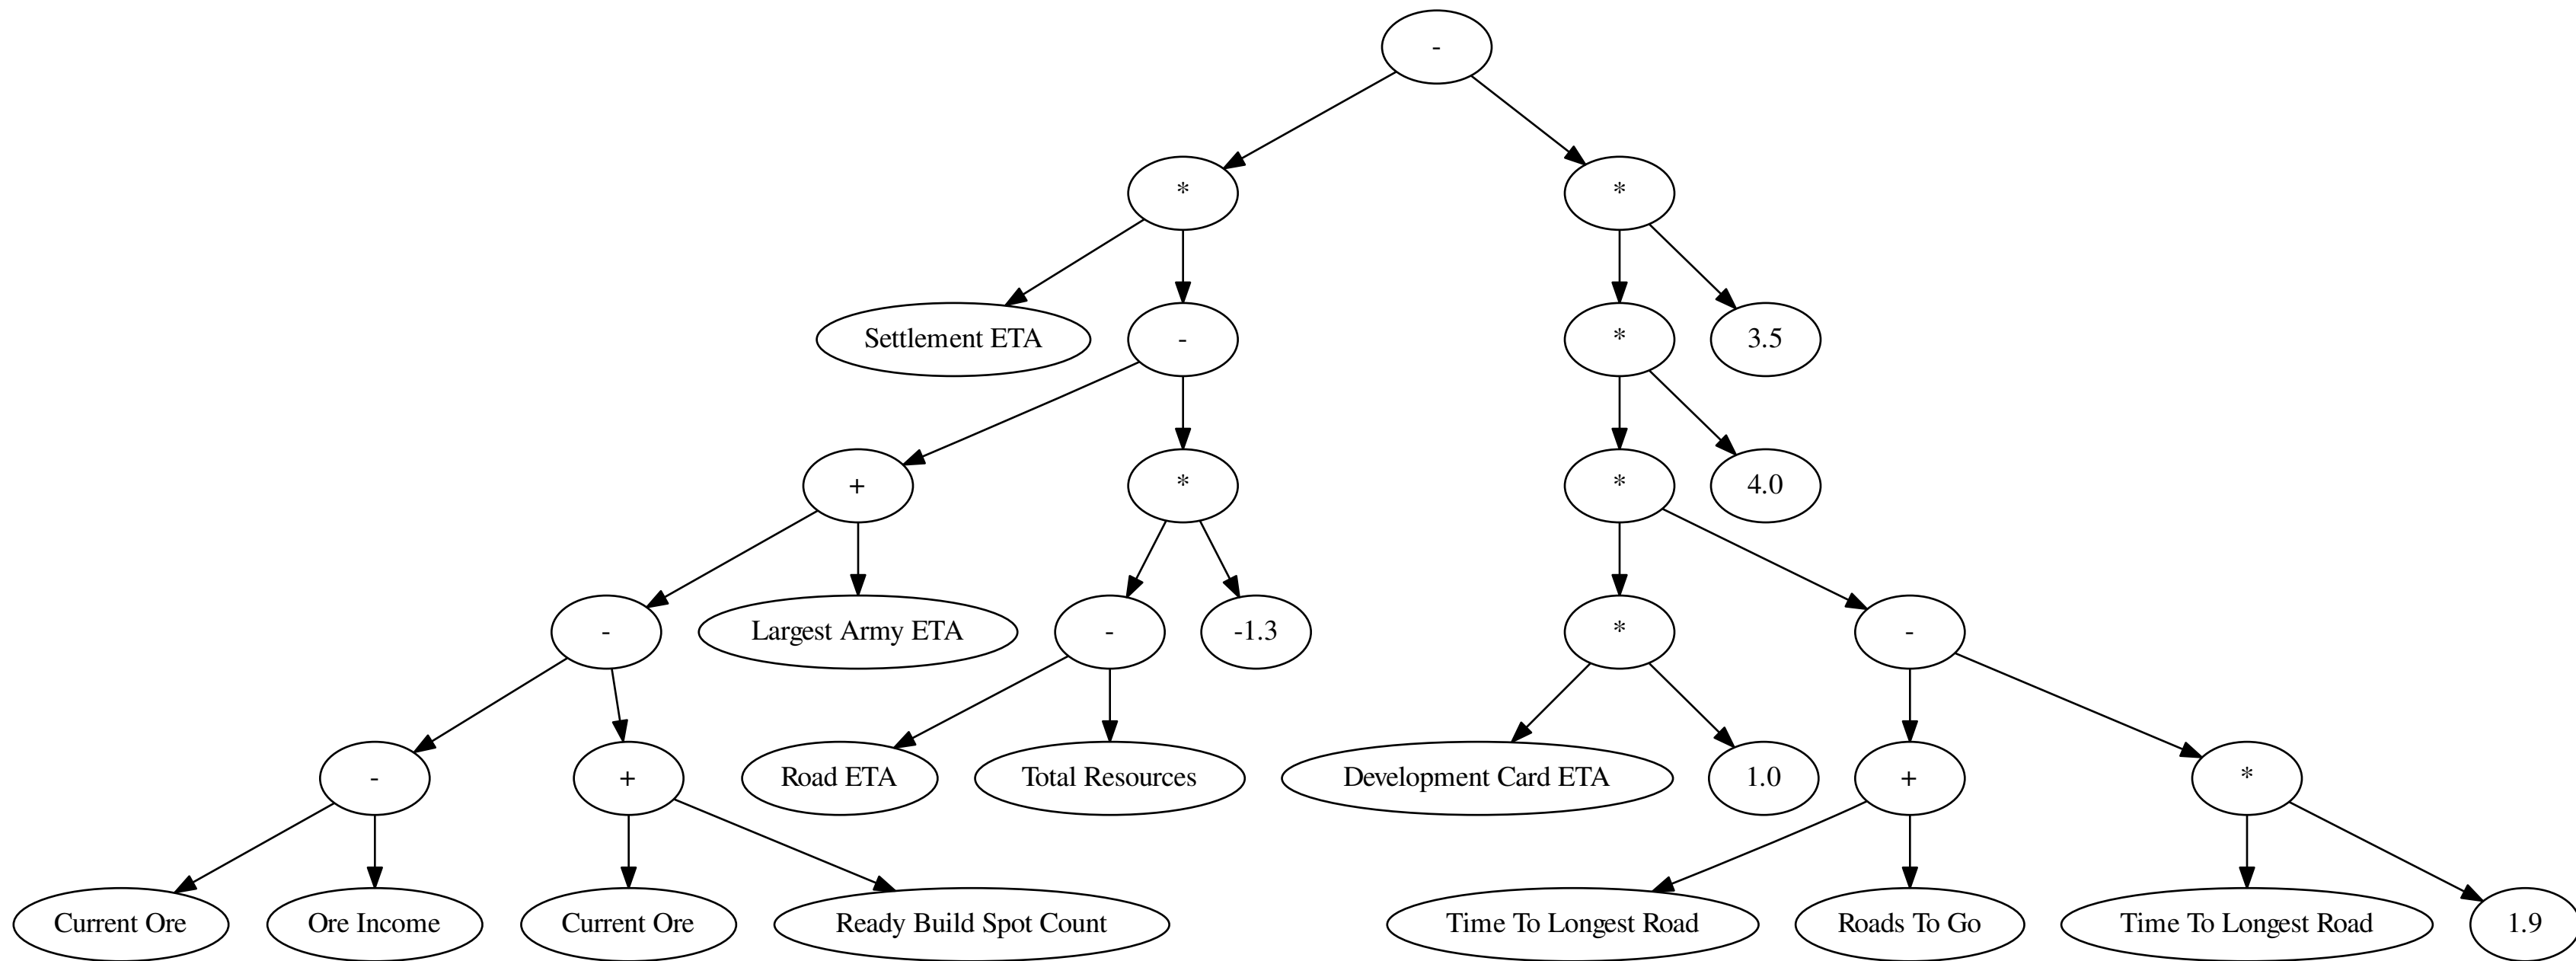 -
*
*
Settlement ETA
-
*
3.5
+
*
*
4.0
-
Largest Army ETA
-
-1.3
*
-
-
+
Road ETA
Total Resources
Development Card ETA
1.0
+
*
Current Ore
Ore Income
Current Ore
Ready Build Spot Count
Time To Longest Road
Roads To Go
Time To Longest Road
1.9